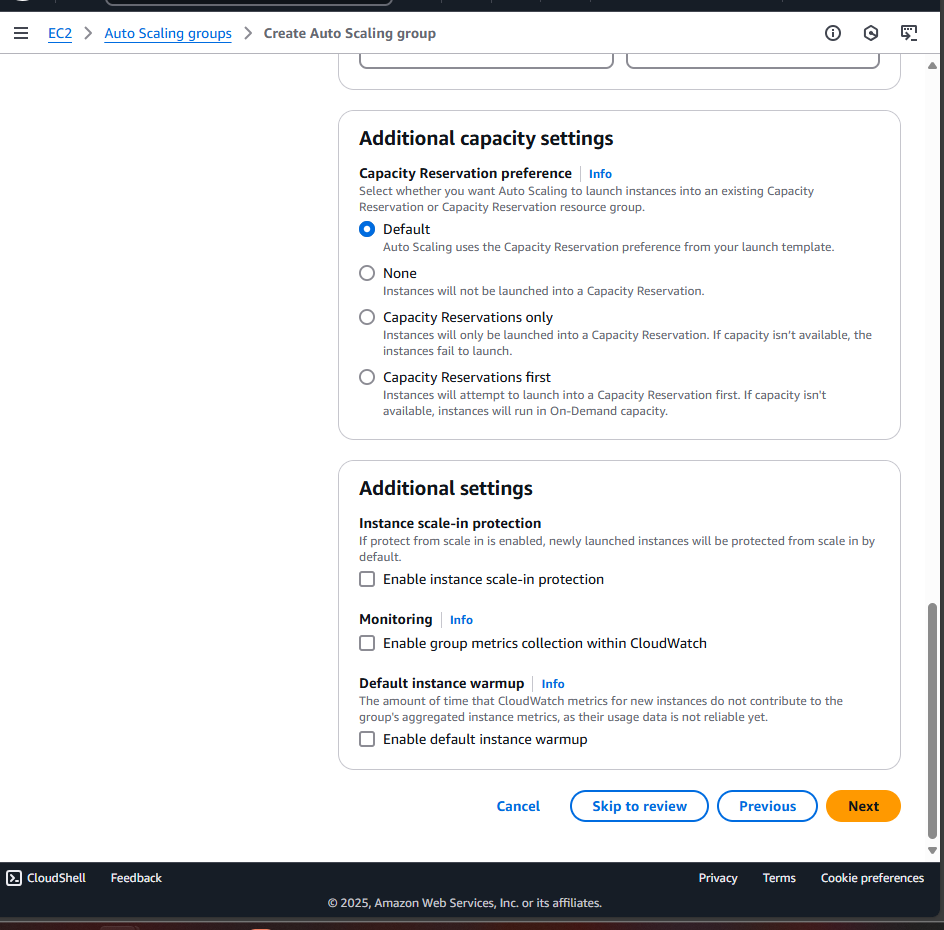 EC2 > Auto Scaling groups > Create Auto Scaling group
Additional capacity settings
Capacity Reservation preference Info
Select whether you want Auto Scaling to launch instances into an existing Capacity
Reservation or Capacity Reservation resource group.
Default
Auto Scaling uses the Capacity Reservation preference from your launch template.
None
Instances will not be launched into a Capacity Reservation.
Capacity Reservations only
Instances will only be launched into a Capacity Reservation. If capacity isn’t available, the
instances fail to launch.
Capacity Reservations first
Instances will attempt to launch into a Capacity Reservation first. If capacity isn't
available, instances will run in On-Demand capacity.
Additional settings
Instance scale-in protection
If protect from scale in is enabled, newly launched instances will be protected from scale in by
default.
Enable instance scale-in protection
Monitoring Info
Enable group metrics collection within CloudWatch
Default instance warmup Info
The amount of time that CloudWatch metrics for new instances do not contribute to the
group's aggregated instance metrics, as their usage data is not reliable yet.
Enable default instance warmup
Cancel Skip to review Previous Next
CloudShell Feedback Privacy Terms Cookie preferences
© 2025, Amazon Web Services, Inc. or its affiliates.